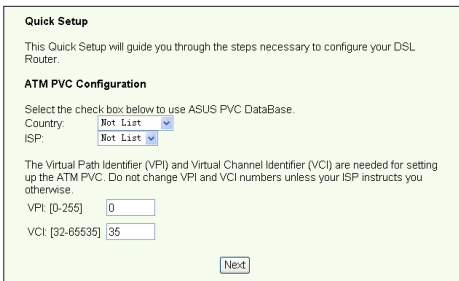 Quick Setup
This Quick Setup will guide you through the steps necessary to configure your DSL
Router.
ATM PVC Configuration
Select the check box below to use ASUS PVC DataBase.
Country: Not List
ISP: Not List
The Virtual Path Identifier (VPI) and Virtual Channel Identifier (VCI) are needed for setting
up the ATM PVC. Do not change VPI and VCI numbers unless your ISP instructs you
otherwise.
VPI: [0-255] 0
VCI: [32-65535] 35
Next